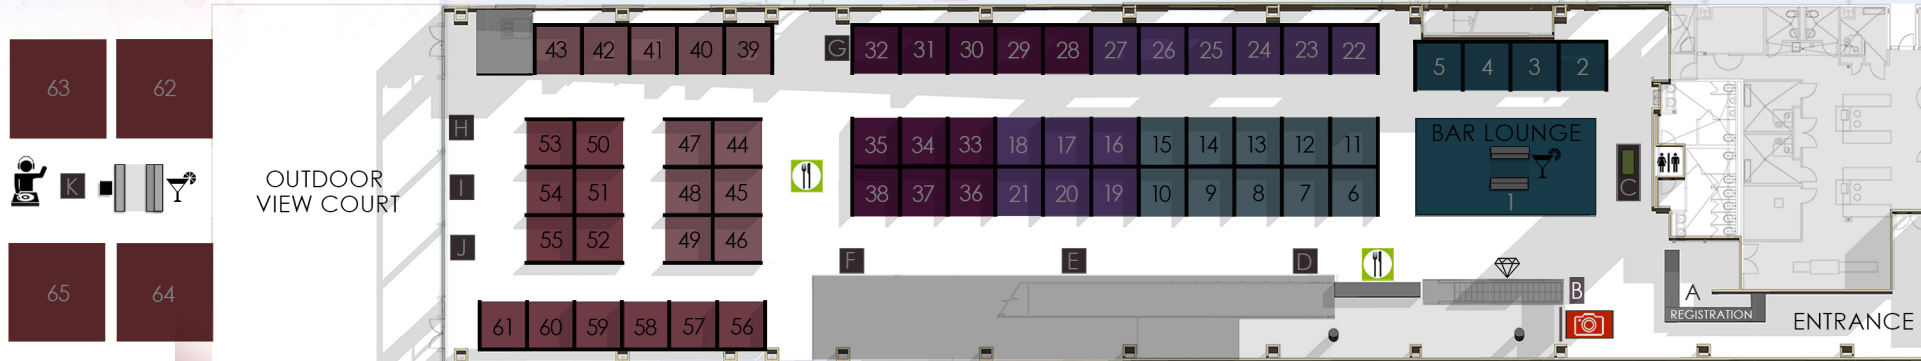 43 42 41 40 39
G 32 31 30 29 28 27 26 25 24 23 22
5 4 3 2
63 62
H
53 50
47 44
35 34 33 18 17 16 15 14 13 12 11
BAR LOUNGE
1
C
K
OUTDOOR
VIEW COURT
I
54 51
48 45
38 37 36 21 20 19 10 9 8 7 6
J
55 52
49 46
F E D
65 64
61 60 59 58 57 56
B
A
REGISTRATION
ENTRANCE